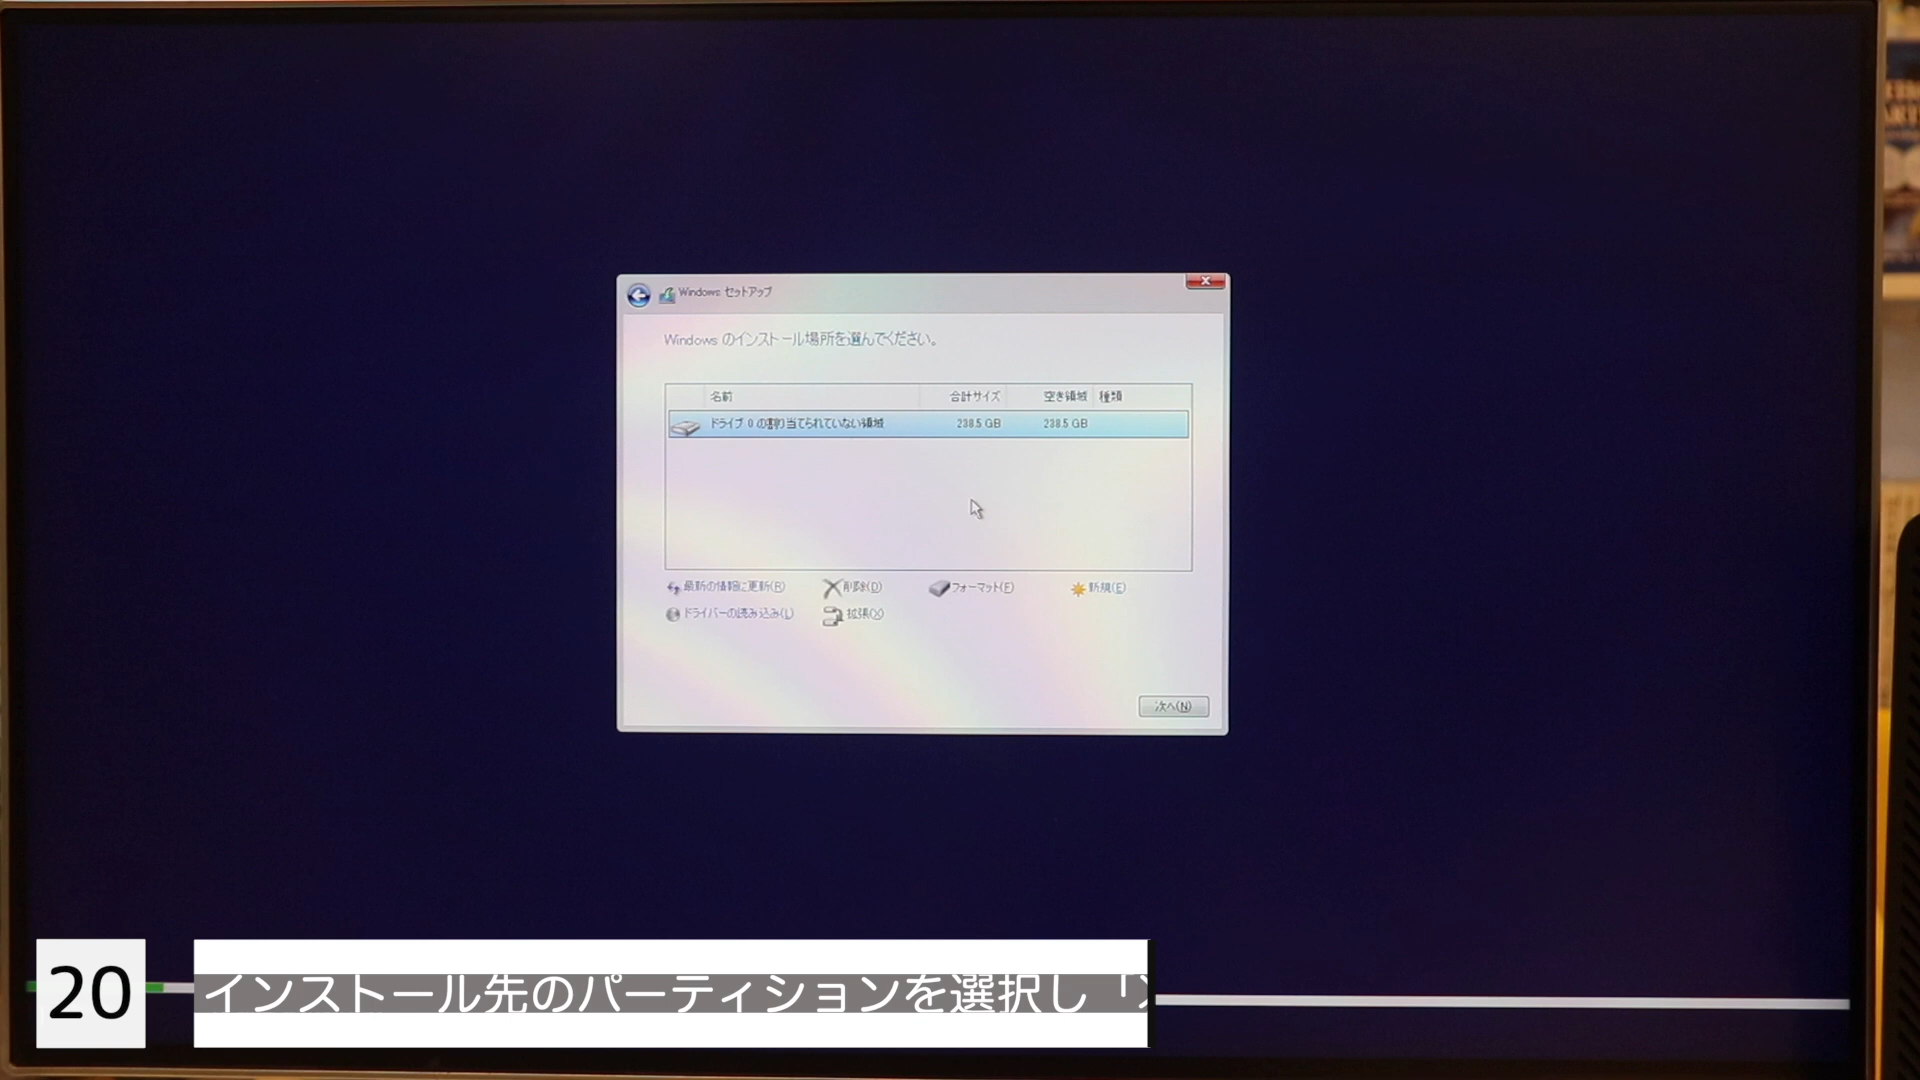 Windows セットアップ
Windows のインストール場所を選んでください。
名前 合計サイズ 空き領域 種類
ドライブ 0 の割り当てられていない領域 238.5 GB 238.5 GB
最新の情報に更新(R) 削除(D) フォーマット(F) 新規(E)
ドライバーの読み込み(L) 拡張(X)
次へ(N)
20
インストール先のパーティションを選択し「